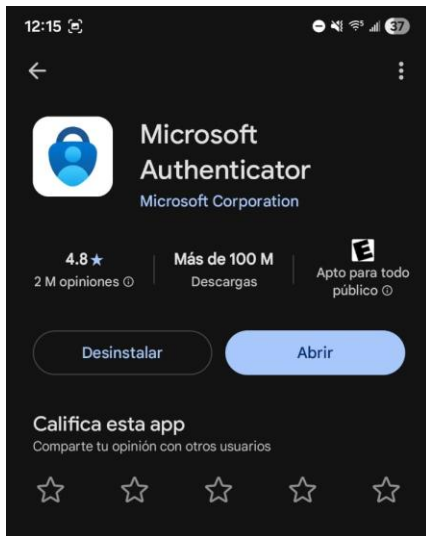 12:15
37
Microsoft
Authenticator
Microsoft Corporation
4.8★
2 M opiniones
Más de 100 M
Descargas
E
Apto para todo
público
Desinstalar
Abrir
Califica esta app
Comparte tu opinión con otros usuarios